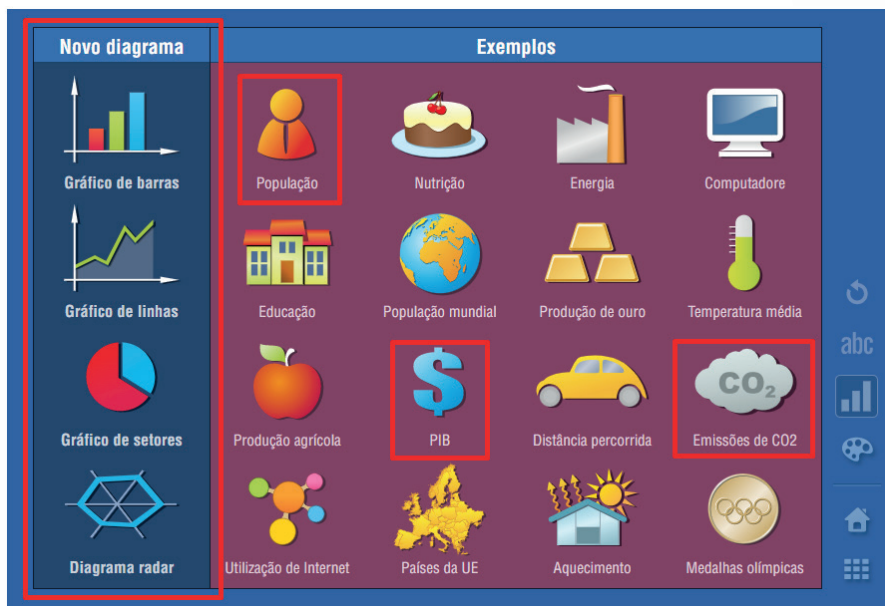 Novo diagrama
Exemplos
Gráfico de barras
População
Nutrição
Energia
Computadore
Gráfico de linhas
Educação
População mundial
Produção de ouro
Temperatura média
abc
Gráfico de setores
Produção agrícola
$
PIB
Distância percorrida
CO₂
Emissões de CO2
Diagrama radar
Utilização de Internet
Países da UE
Aquecimento
Medalhas olímpicas